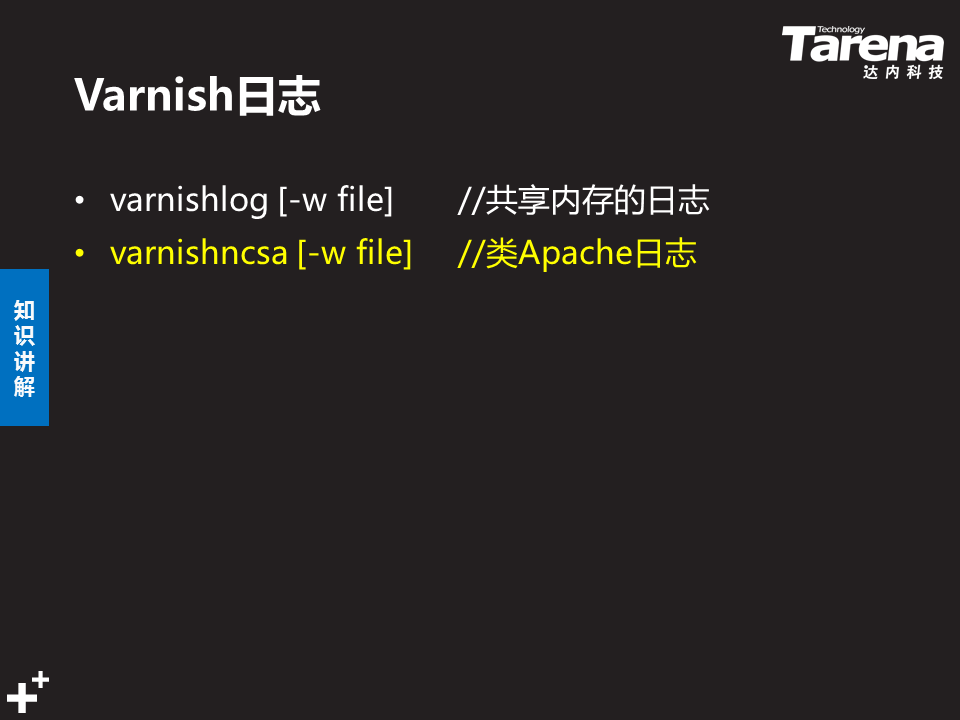 Technology
Tarena
达内科技
Varnish日志
• varnishlog [-w file] //共享内存的日志
• varnishncsa [-w file] //类Apache日志
知识讲解